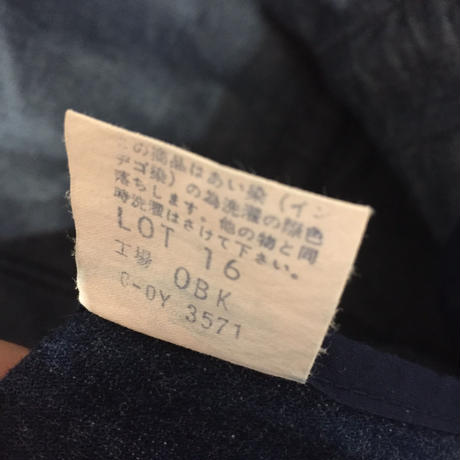 この商品はあい染（イン
デゴ染）の為洗濯の際色
落ちします。他の物と同
時洗濯はさけて下さい。
LOT 16
工場 OBK
C-OY 3571